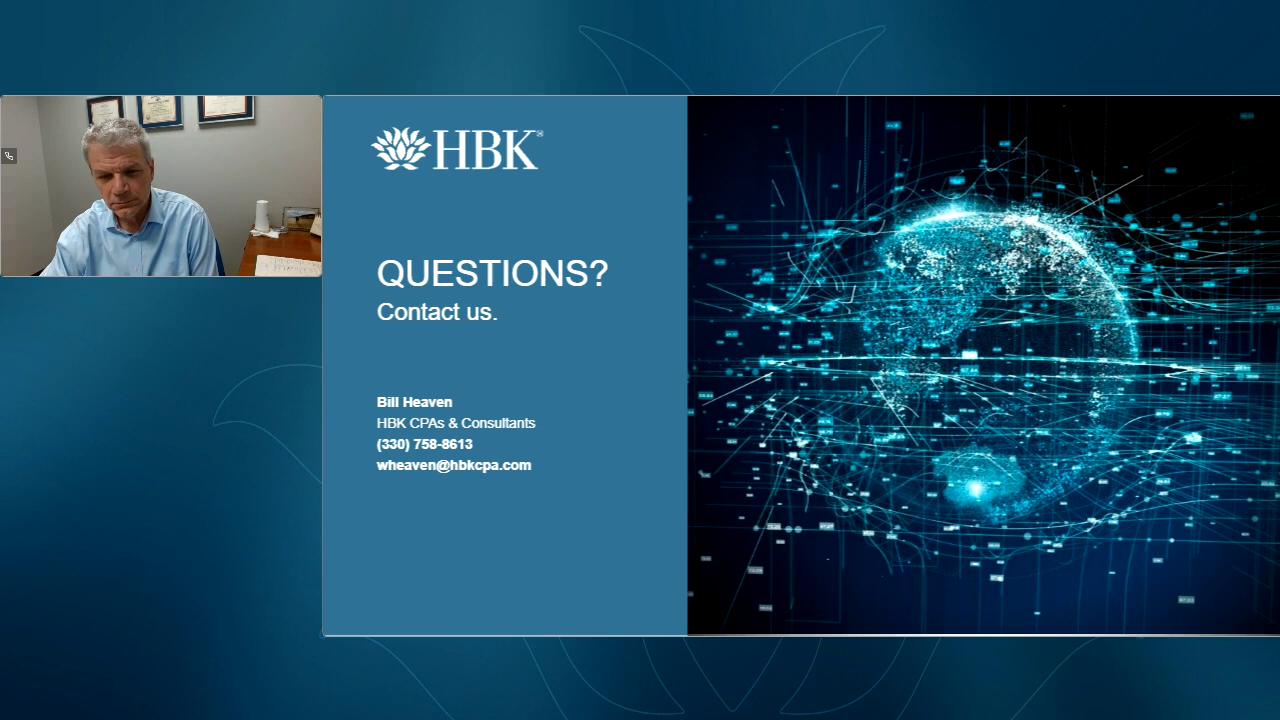 HBK®
QUESTIONS?
Contact us.
Bill Heaven
HBK CPAs & Consultants
(330) 758-8613
wheaven@hbkcpa.com